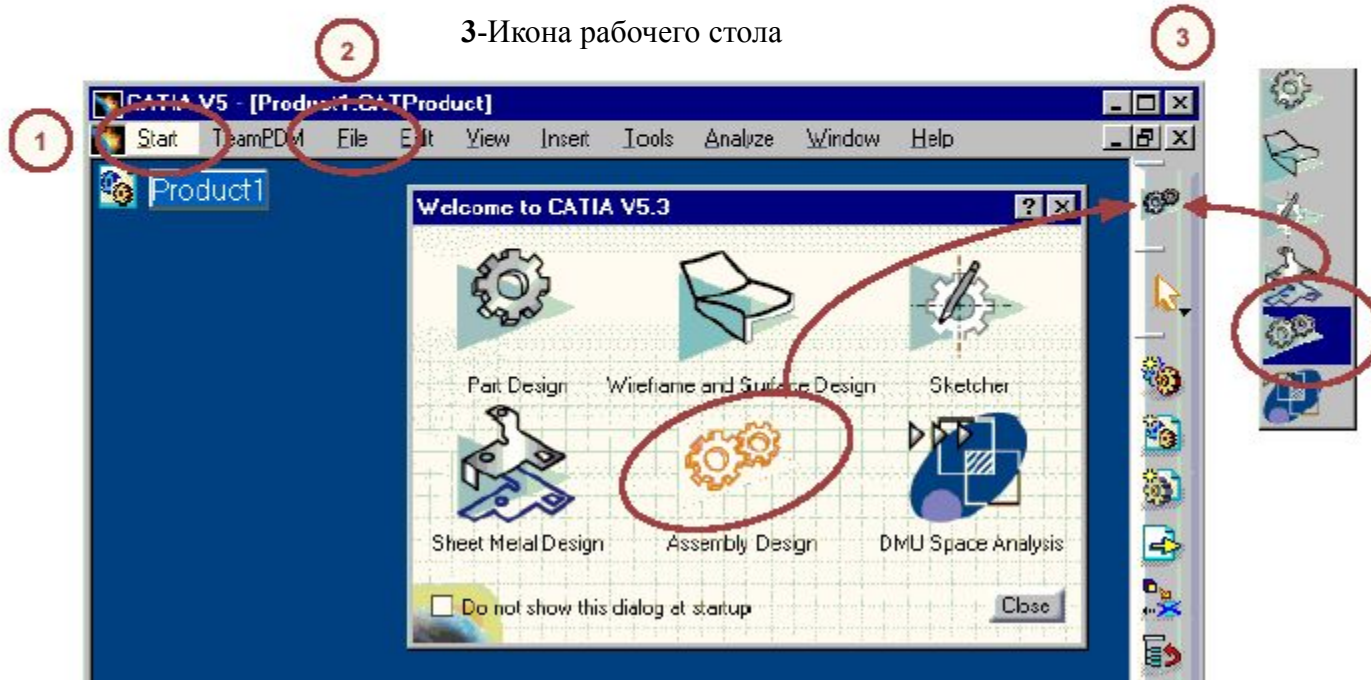 3-Икона рабочего стола
2
3
CATIA V5 - [Product1.CATProduct]
1
Start TeamPDM File Edit View Insert Tools Analyze Window Help
Product1
Welcome to CATIA V5.3
Part Design Wireframe and Surface Design Sketcher
Sheet Metal Design Assembly Design DMU Space Analysis
Do not show this dialog at startup Close